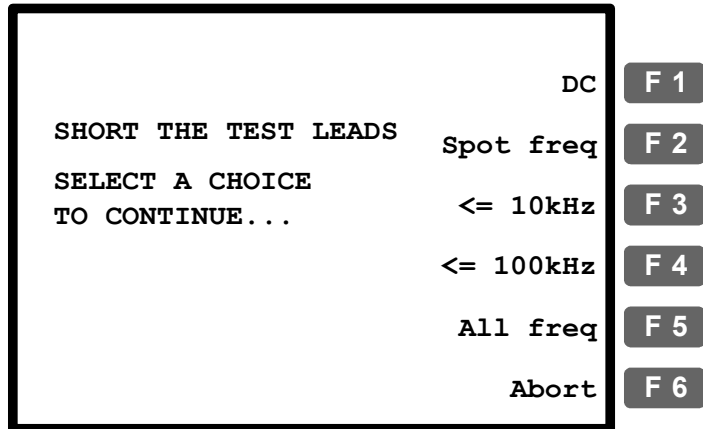 DC F 1
SHORT THE TEST LEADS
Spot freq F 2
SELECT A CHOICE
TO CONTINUE...
<= 10kHz F 3
<= 100kHz F 4
All freq F 5
Abort F 6